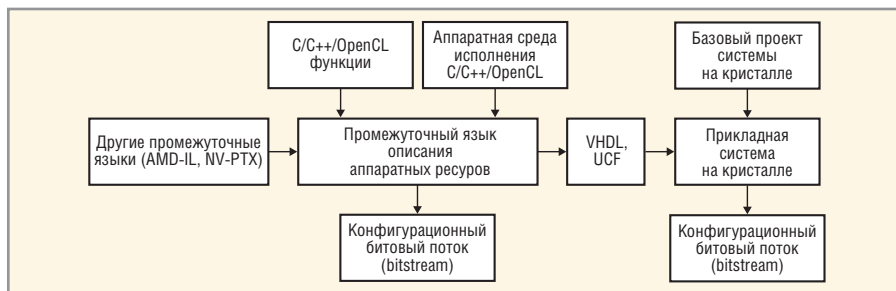 C/C++/OpenCL
функции
Аппаратная среда
исполнения
C/C++/OpenCL
Базовый проект
системы
на кристалле
Другие промежуточные
языки (AMD-IL, NV-PTX)
Промежуточный язык
описания
аппаратных ресуров
VHDL,
UCF
Прикладная
система
на кристалле
Конфигурационный
битовый поток
(bitstream)
Конфигурационный
битовый поток
(bitstream)